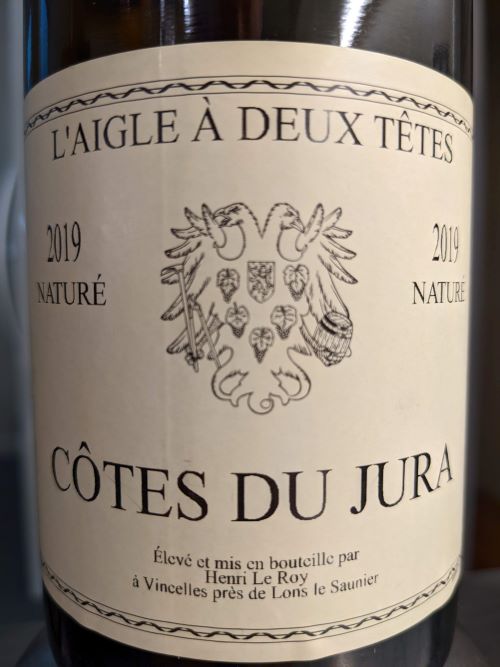 L'AIGLE À DEUX TÊTES
2019
NATURÉ
2019
NATURÉ
CÔTES DU JURA
Élevé et mis en bouteille par
Henri Le Roy
à Vincelles près de Lons le Saunier